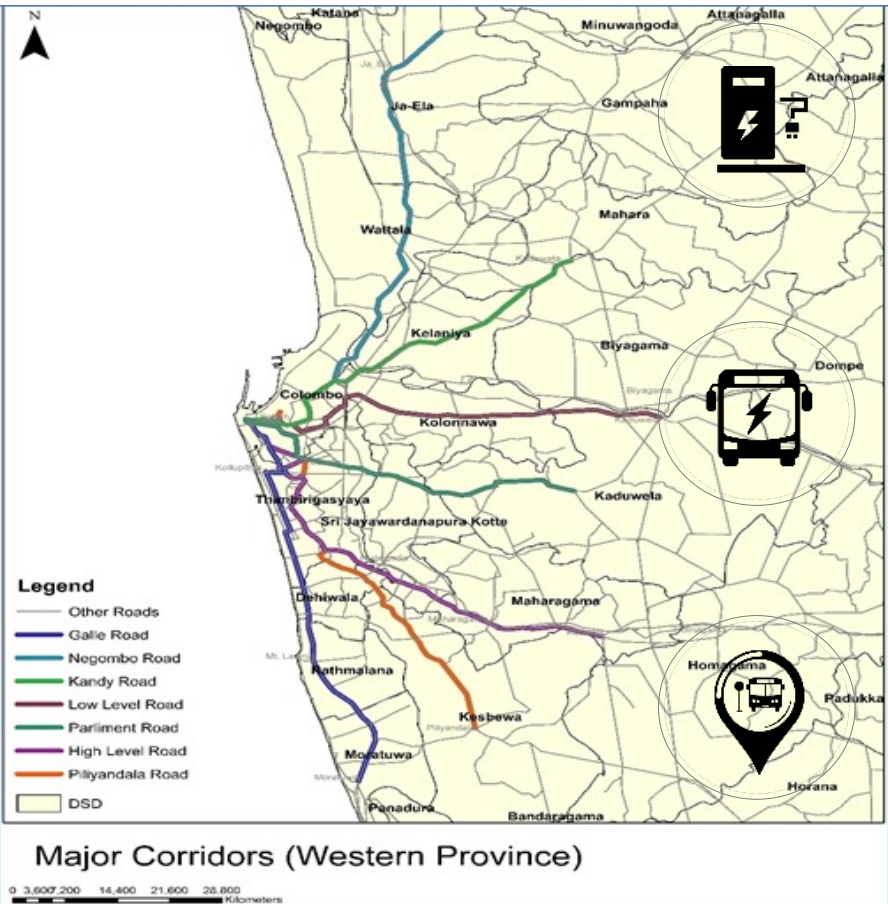 N
Katana
Negombo
Minuwangoda
Attanagalla
Attanagalla
Ja-Ela
Gampaha
Mahara
Wattala
Kelaniya
Biyagama
Dompe
Biyagama
Colombo
Kolonnawa
Kaduwela
Thimbirigasyaya
Sri Jayawardanapura Kotte
Dehiwala
Maharagama
Homagama
Rathmalana
Padukka
Kesbewa
Moratuwa
Horana
Panadura
Bandaragama
Legend
Other Roads
Galle Road
Negombo Road
Kandy Road
Low Level Road
Parliment Road
High Level Road
Piliyandala Road
DSD
Major Corridors (Western Province)
0 3,600 7,200 14,400 21,600 28,800
Kilometers